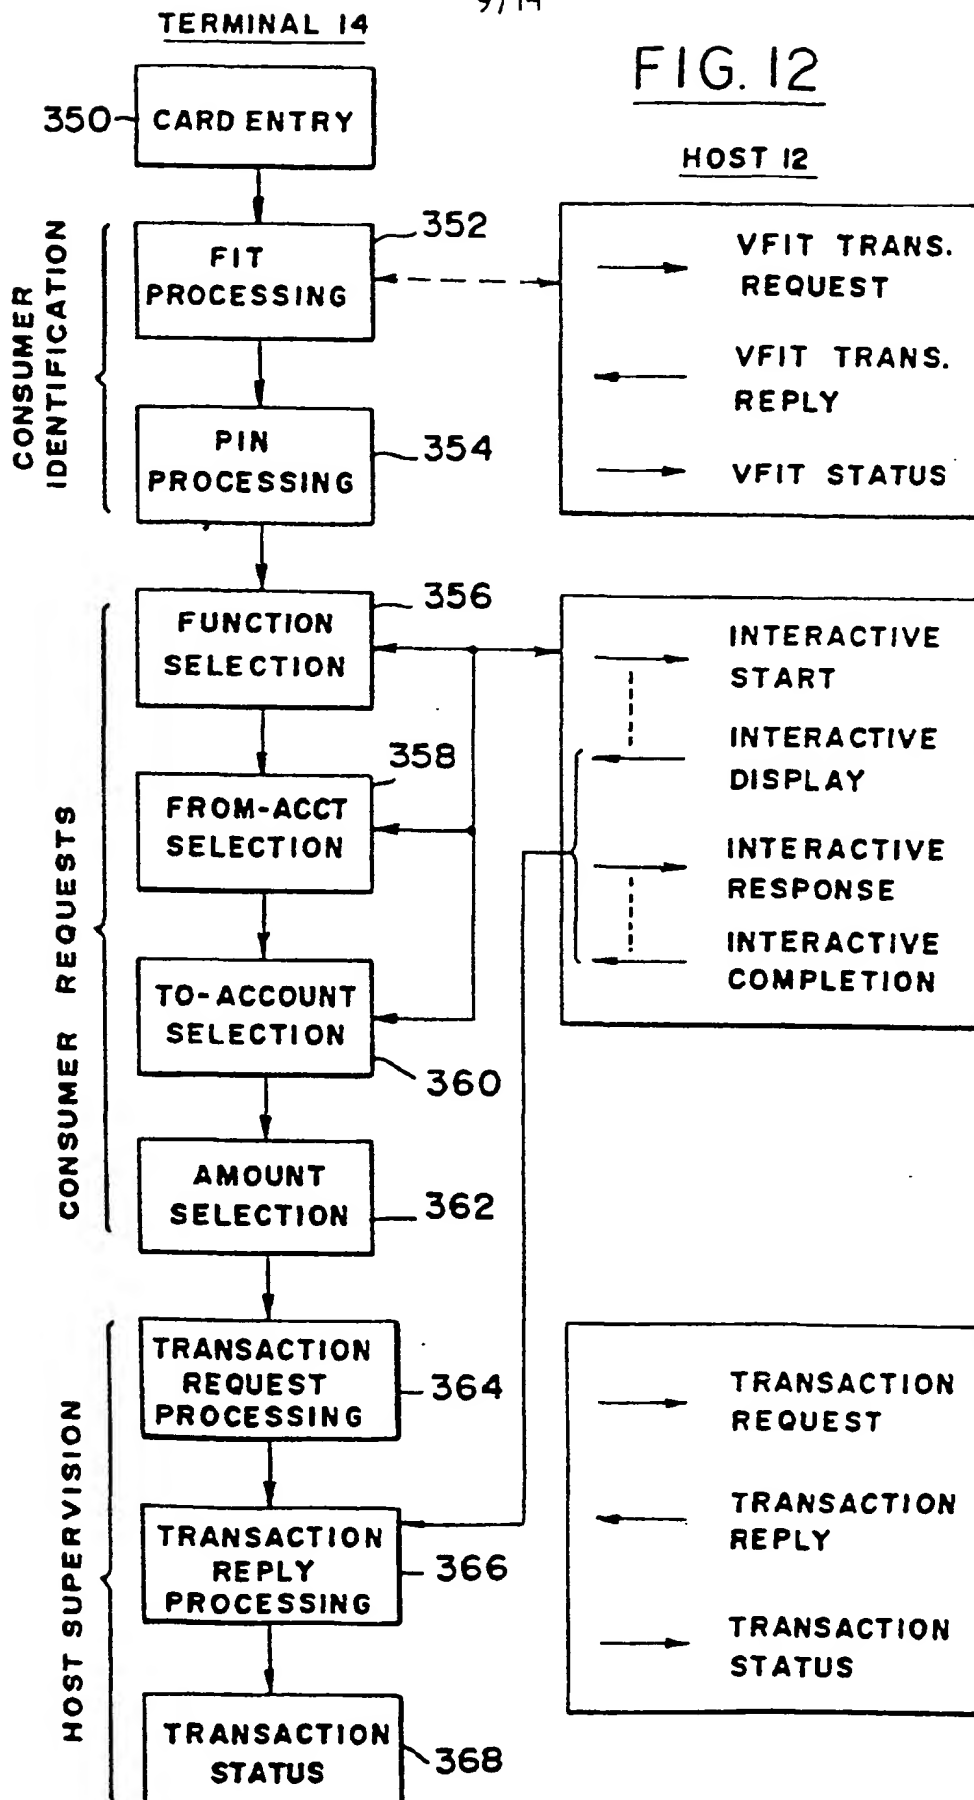 9/14
TERMINAL 14
FIG. 12
350
CARD ENTRY
HOST 12
CONSUMER
IDENTIFICATION
352
FIT
PROCESSING
VFIT TRANS.
REQUEST
VFIT TRANS.
REPLY
VFIT STATUS
354
PIN
PROCESSING
CONSUMER REQUESTS
356
FUNCTION
SELECTION
358
FROM-ACCT
SELECTION
TO-ACCOUNT
SELECTION
360
AMOUNT
SELECTION
362
INTERACTIVE
START
INTERACTIVE
DISPLAY
INTERACTIVE
RESPONSE
INTERACTIVE
COMPLETION
HOST SUPERVISION
TRANSACTION
REQUEST
PROCESSING
364
TRANSACTION
REPLY
PROCESSING
366
TRANSACTION
STATUS
368
TRANSACTION
REQUEST
TRANSACTION
REPLY
TRANSACTION
STATUS